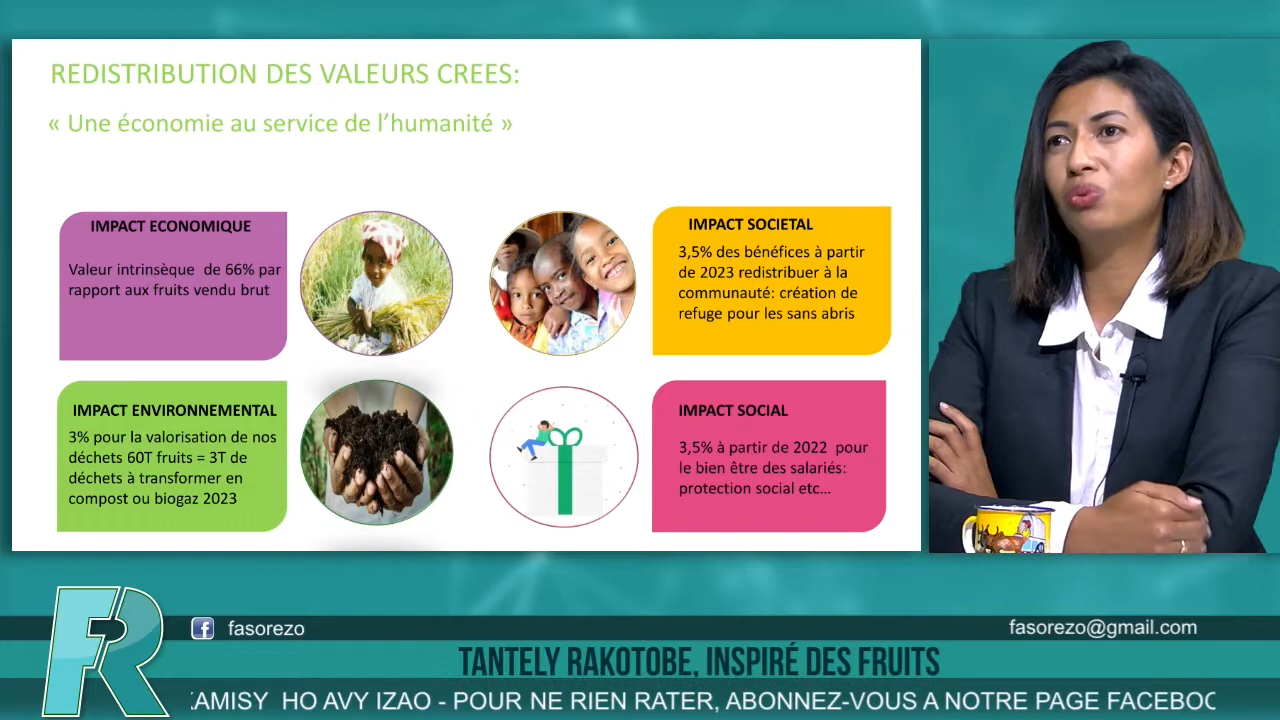 REDISTRIBUTION DES VALEURS CREES:
« Une économie au service de l’humanité »
IMPACT ECONOMIQUE
Valeur intrinsèque de 66% par
rapport aux fruits vendu brut
IMPACT SOCIETAL
3,5% des bénéfices à partir
de 2023 redistribuer à la
communauté: création de
refuge pour les sans abris
IMPACT ENVIRONNEMENTAL
3% pour la valorisation de nos
déchets 60T fruits = 3T de
déchets à transformer en
compost ou biogaz 2023
IMPACT SOCIAL
3,5% à partir de 2022 pour
le bien être des salariés:
protection social etc…
FR
fasorezo
fasorezo@gmail.com
TANTELY RAKOTOBE, INSPIRÉ DES FRUITS
KAMISY HO AVY IZAO - POUR NE RIEN RATER, ABONNEZ-VOUS A NOTRE PAGE FACEBOO